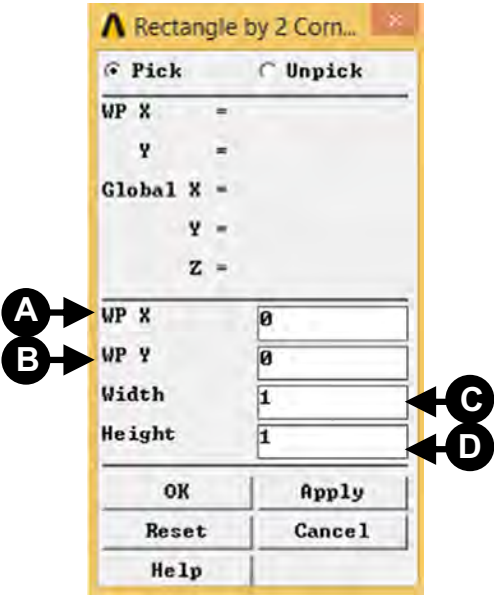 Rectangle by 2 Corn...
Pick Unpick
WP X =
Y =
Global X =
Y =
Z =
A WP X 0
B WP Y 0
Width 1 C
Height 1 D
OK Apply
Reset Cancel
Help